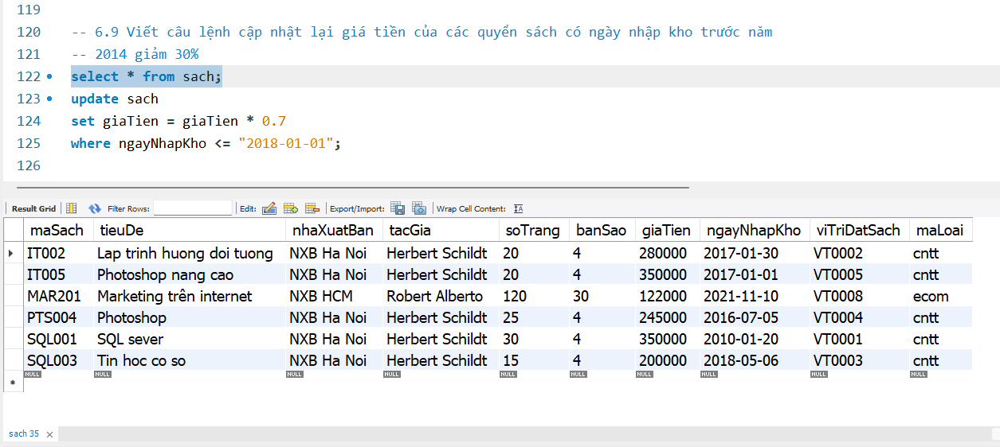 119
120 -- 6.9 Viết câu lệnh cập nhật lại giá tiền của các quyển sách có ngày nhập kho trước năm
121 -- 2014 giảm 30%
122 select * from sach;
123 update sach
124 set giaTien = giaTien * 0.7
125 where ngayNhapKho <= "2018-01-01";
126
Result Grid Filter Rows: Edit: Export/Import: Wrap Cell Content: IA
maSach tieuDe nhaXuatBan tacGia soTrang banSao giaTien ngayNhapKho viTriDatSach maLoai
IT002 Lap trinh huong doi tuong NXB Ha Noi Herbert Schildt 20 4 280000 2017-01-30 VT0002 cntt
IT005 Photoshop nang cao NXB Ha Noi Herbert Schildt 20 4 350000 2017-01-01 VT0005 cntt
MAR201 Marketing trên internet NXB HCM Robert Alberto 120 30 122000 2021-11-10 VT0008 ecom
PTS004 Photoshop NXB Ha Noi Herbert Schildt 25 4 245000 2016-07-05 VT0004 cntt
SQL001 SQL sever NXB Ha Noi Herbert Schildt 30 4 350000 2010-01-20 VT0001 cntt
SQL003 Tin hoc co so NXB Ha Noi Herbert Schildt 15 4 200000 2018-05-06 VT0003 cntt
NULL NULL NULL NULL NULL NULL NULL NULL NULL NULL
sach 35